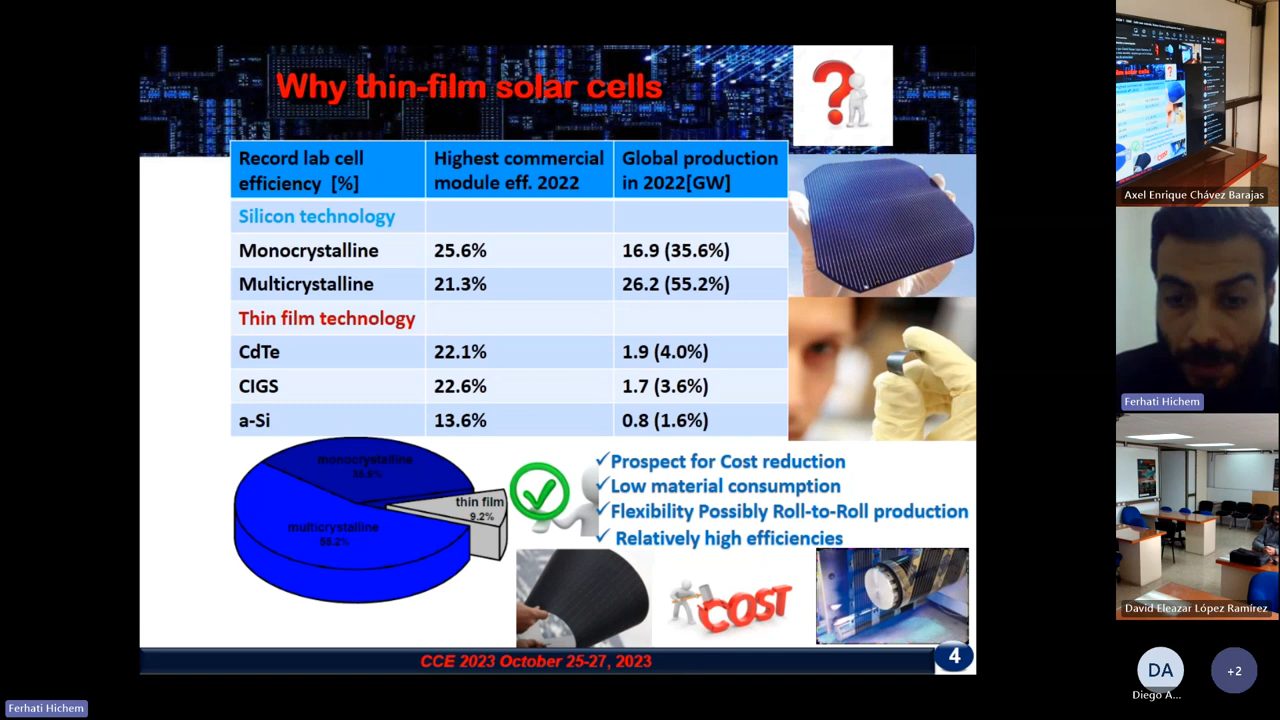 Why thin-film solar cells
Record lab cell efficiency [%]
Highest commercial module eff. 2022
Global production in 2022[GW]
Silicon technology
Monocrystalline 25.6% 16.9 (35.6%)
Multicrystalline 21.3% 26.2 (55.2%)
Thin film technology
CdTe 22.1% 1.9 (4.0%)
CIGS 22.6% 1.7 (3.6%)
a-Si 13.6% 0.8 (1.6%)
monocrystalline
35.6%
thin film
9.2%
multicrystalline
55.2%
✓Prospect for Cost reduction
✓Low material consumption
✓Flexibility Possibly Roll-to-Roll production
✓ Relatively high efficiencies
COST
CCE 2023 October 25-27, 2023
4
Ferhati Hichem
Axel Enrique Chávez Barajas
Ferhati Hichem
David Eleazar López Ramírez
DA
+2
Diego A...